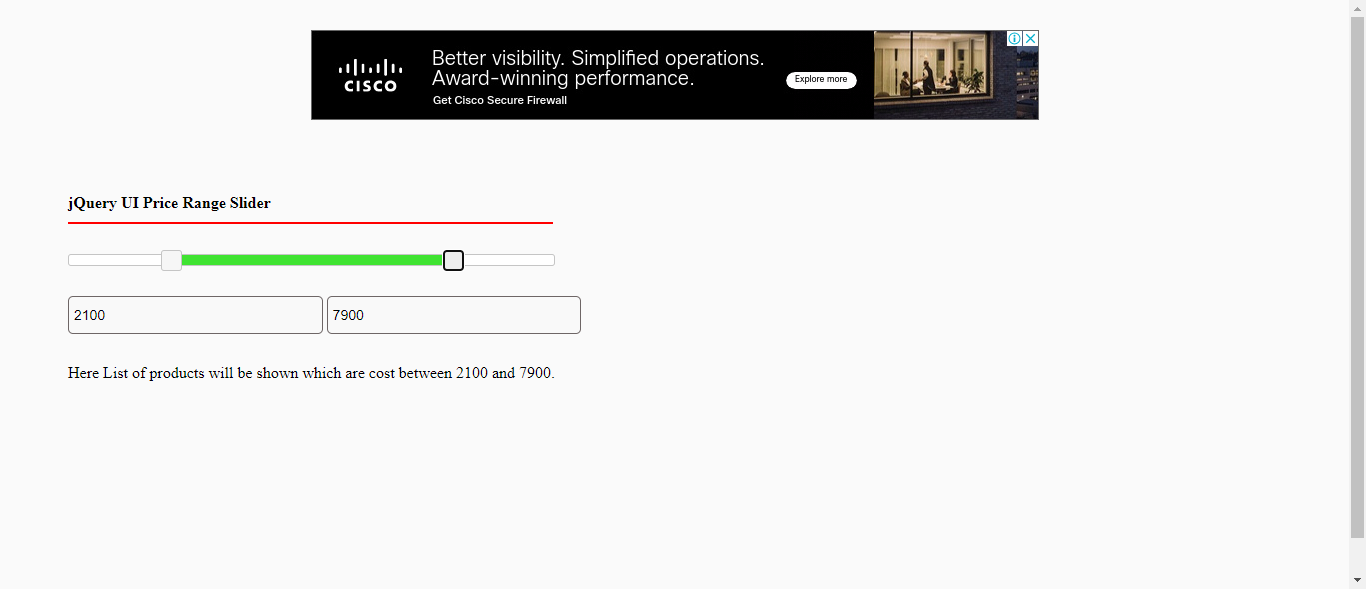 CISCO
Better visibility. Simplified operations.
Award-winning performance.
Get Cisco Secure Firewall
Explore more
jQuery UI Price Range Slider
2100
7900
Here List of products will be shown which are cost between 2100 and 7900.